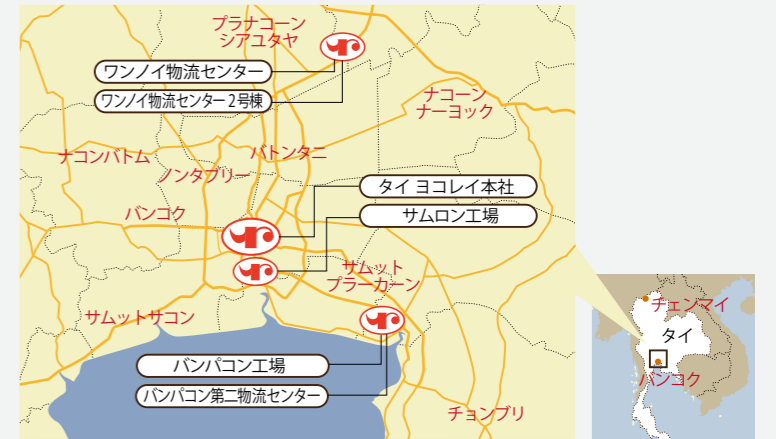 プラナコーン
シアユタヤ
ワンノイ物流センター
ワンノイ物流センター2号棟
ナコーン
ナーヨック
ナコンバトム
パトンタニ
ノンタブリー
タイ ヨコレイ本社
バンコク
サムロン工場
サムット
プラーカーン
サムットサコン
バンパコン工場
バンパコン第二物流センター
チョンブリ
チェンマイ
タイ
バンコク